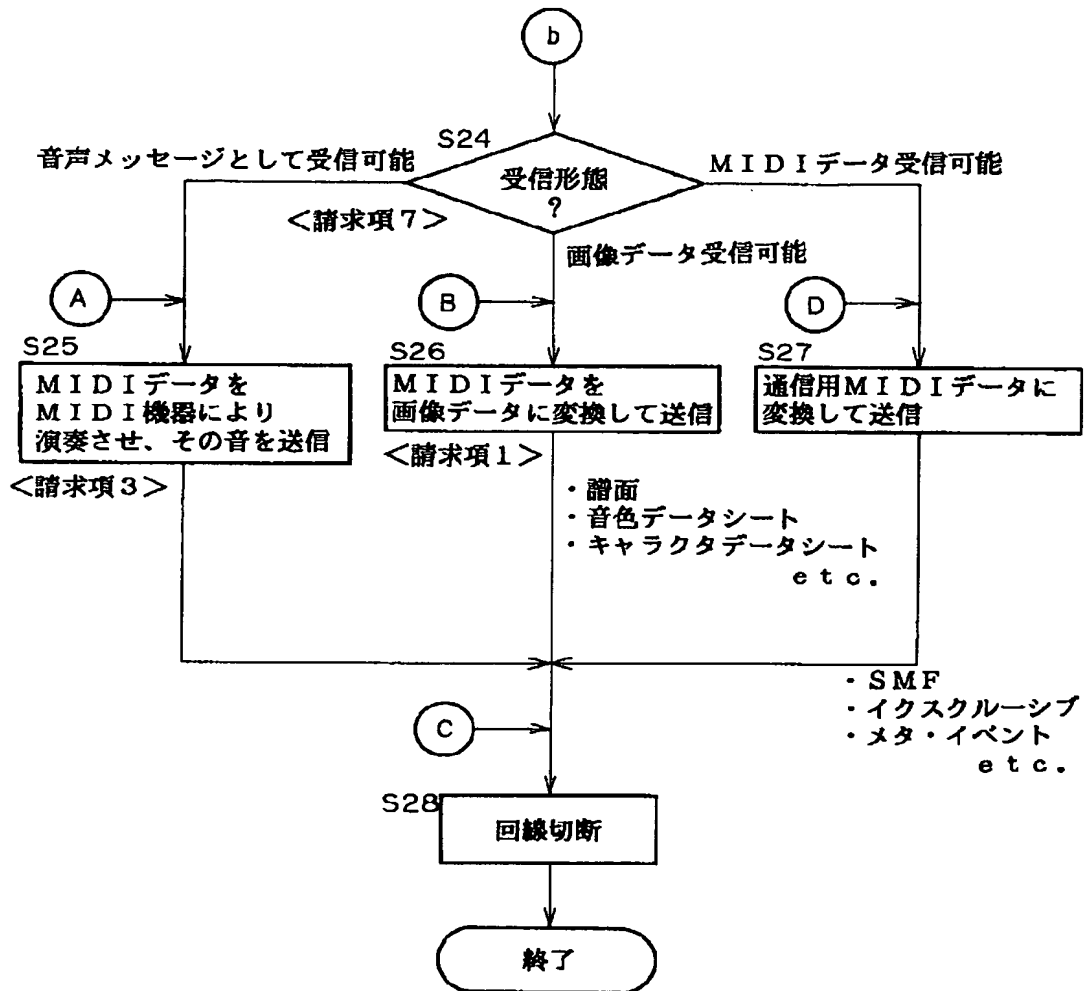 b
S24
音声メッセージとして受信可能
受信形態
?
MIDIデータ受信可能
<請求項7>
画像データ受信可能
A
B
D
S25
MIDIデータを
MIDI機器により
演奏させ、その音を送信
<請求項3>
S26
MIDIデータを
画像データに変換して送信
<請求項1>
S27
通信用MIDIデータに
変換して送信
・譜面
・音色データシート
・キャラクタデータシート
etc.
・SMF
・イクスクルーシブ
・メタ・イベント
etc.
C
S28
回線切断
終了